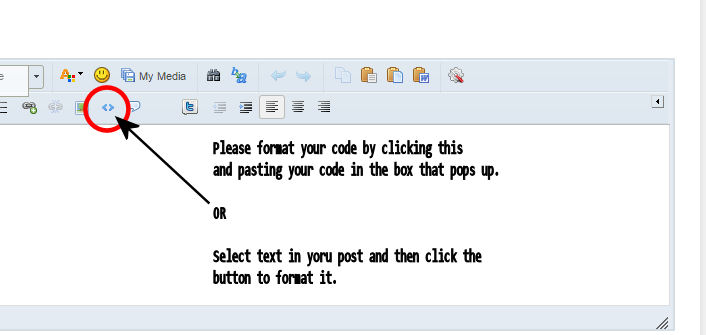 e
My Media
Please format your code by clicking this
and pasting your code in the box that pops up.
OR
Select text in yoru post and then click the
button to format it.